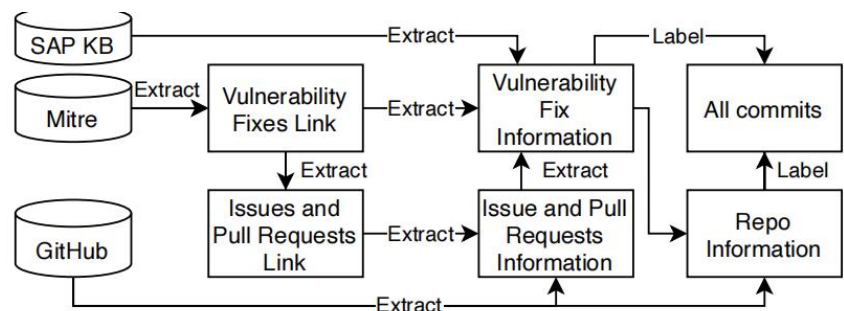 SAP KB
Extract
Label
Mitre
Extract
Vulnerability
Fixes Link
Extract
Vulnerability
Fix
Information
All commits
Extract
Extract
Label
GitHub
Issues and
Pull Requests
Link
Extract
Issue and Pull
Requests
Information
Repo
Information
Extract